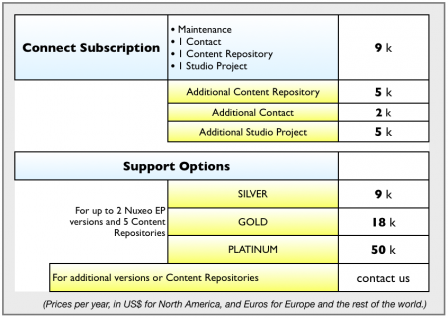 Connect Subscription
• Maintenance
• 1 Contact
• 1 Content Repository
• 1 Studio Project
9 k
Additional Content Repository
5 k
Additional Contact
2 k
Additional Studio Project
5 k
Support Options
For up to 2 Nuxeo EP
versions and 5 Content
Repositories
SILVER
9 k
GOLD
18 k
PLATINUM
50 k
For additional versions or Content Repositories
contact us
(Prices per year, in US$ for North America, and Euros for Europe and the rest of the world.)